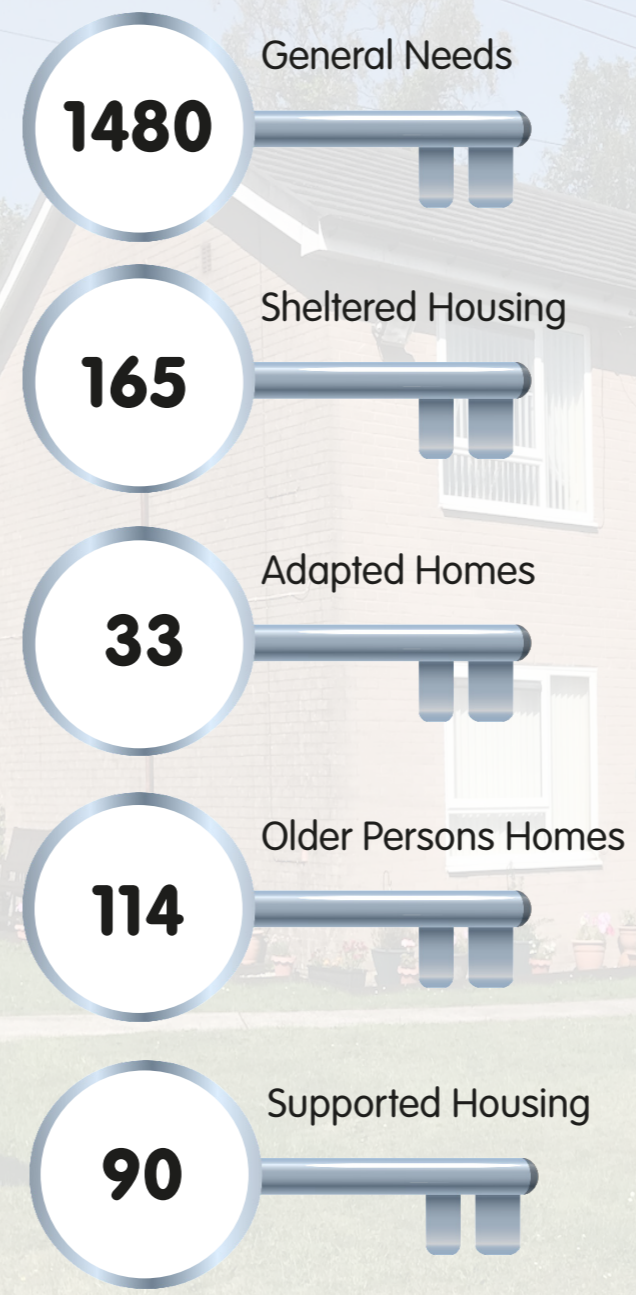 General Needs
1480
Sheltered Housing
165
Adapted Homes
33
Older Persons Homes
114
Supported Housing
90